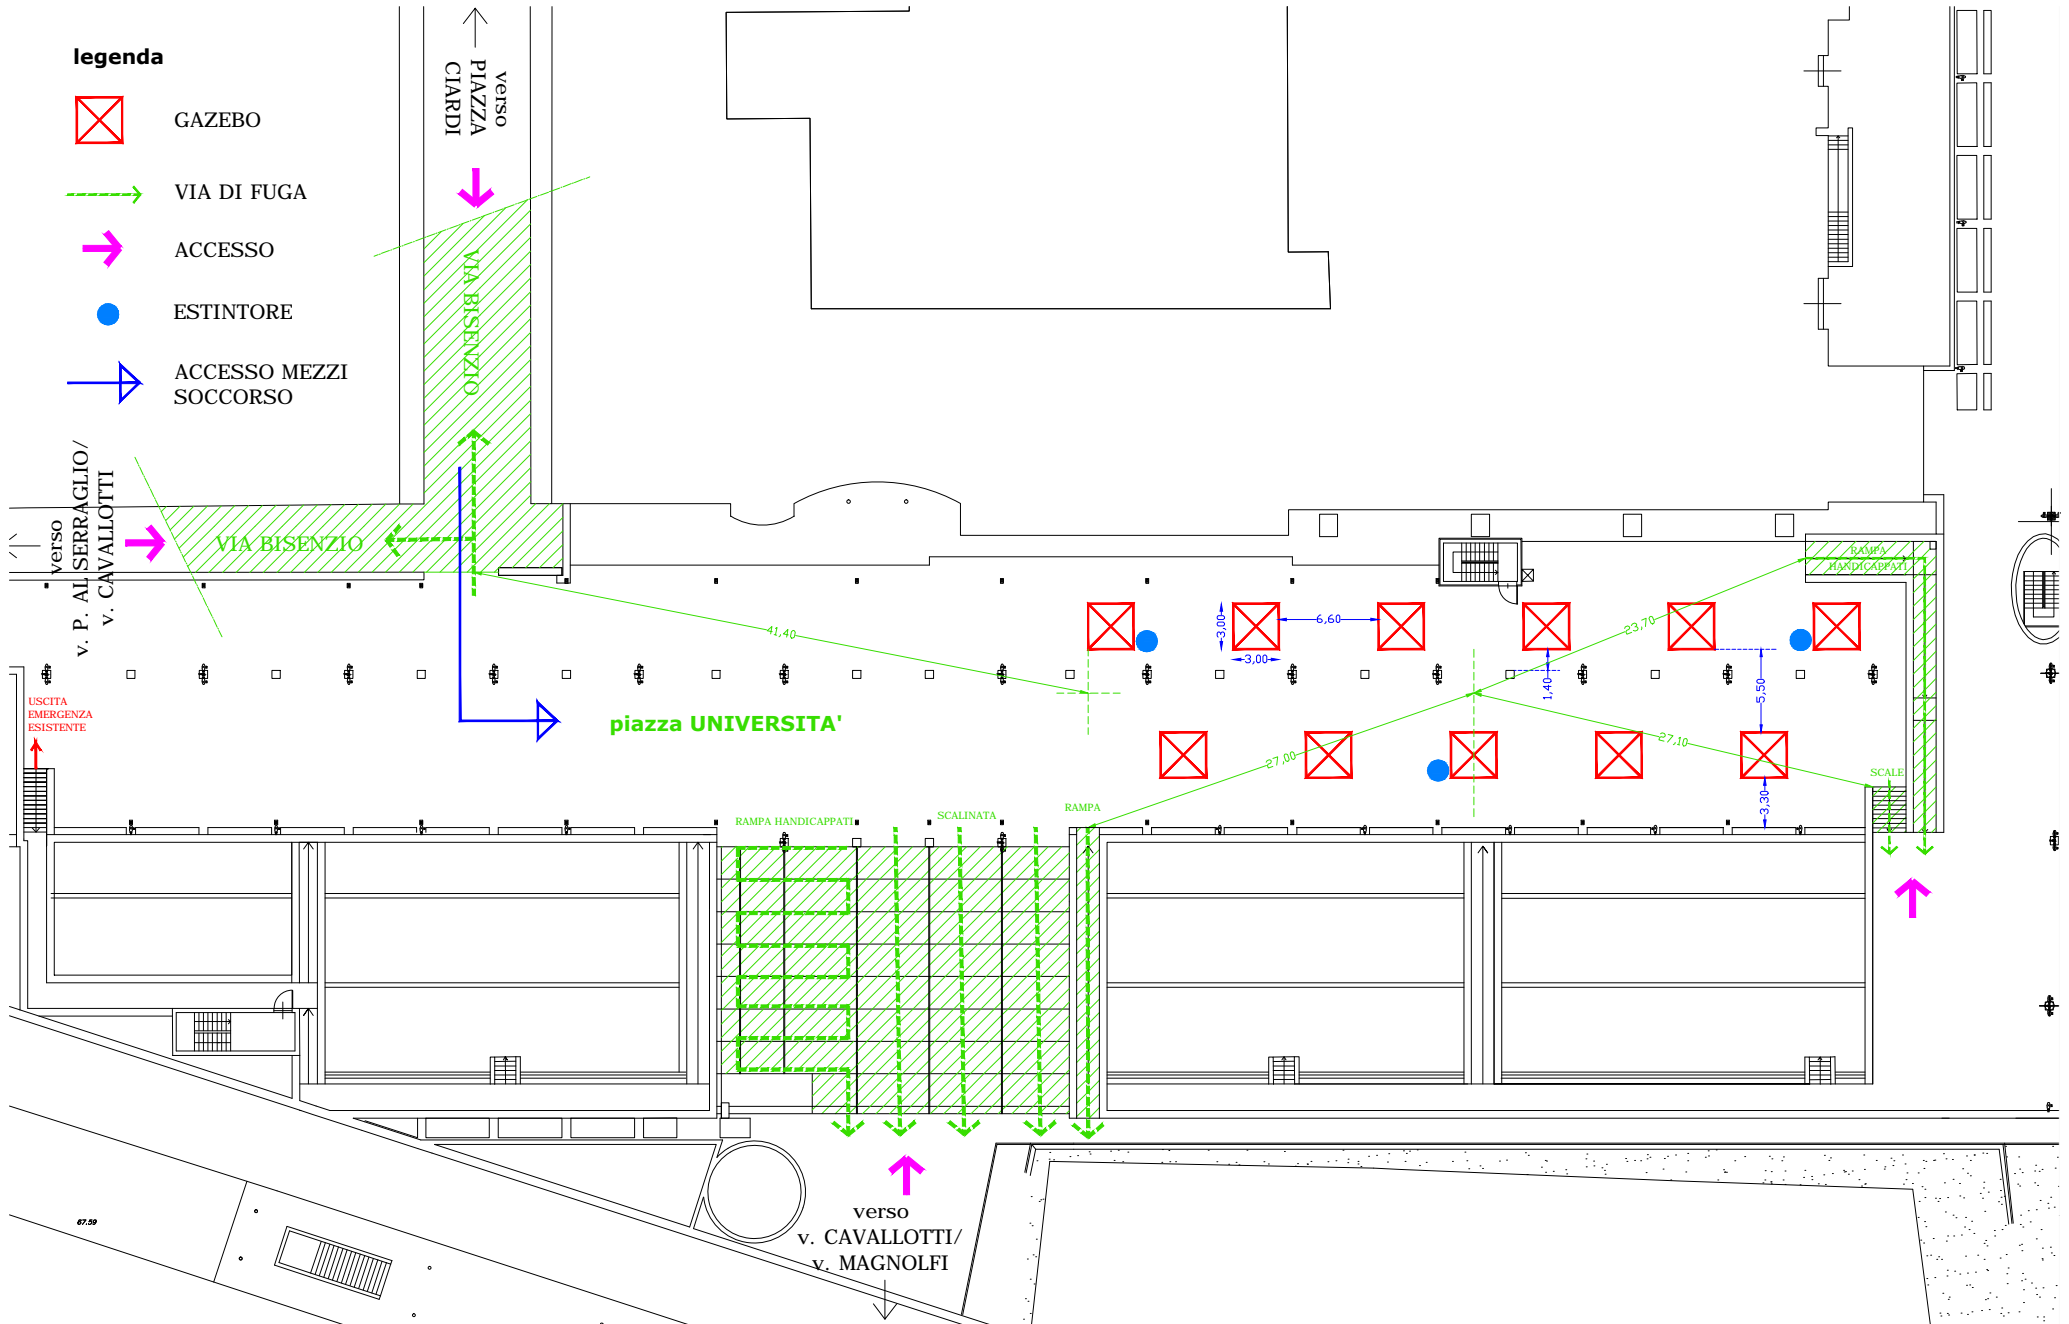 legenda
GAZEBO
VIA DI FUGA
ACCESSO
ESTINTORE
ACCESSO MEZZI
SOCCORSO
verso
PIAZZA
CIARDI
VIA BISENZIO
verso
v. P. AL SERRAGLIO/
v. CAVALLOTTI
VIA BISENZIO
RAMPA
HANDICAPPATI
41,40
3,00
6,60
3,00
23,70
1,40
5,50
USCITA
EMERGENZA
ESISTENTE
piazza UNIVERSITA'
27,00
27,10
3,30
SCALE
RAMPA HANDICAPPATI
SCALINATA
RAMPA
verso
v. CAVALLOTTI/
v. MAGNOLFI
67.59